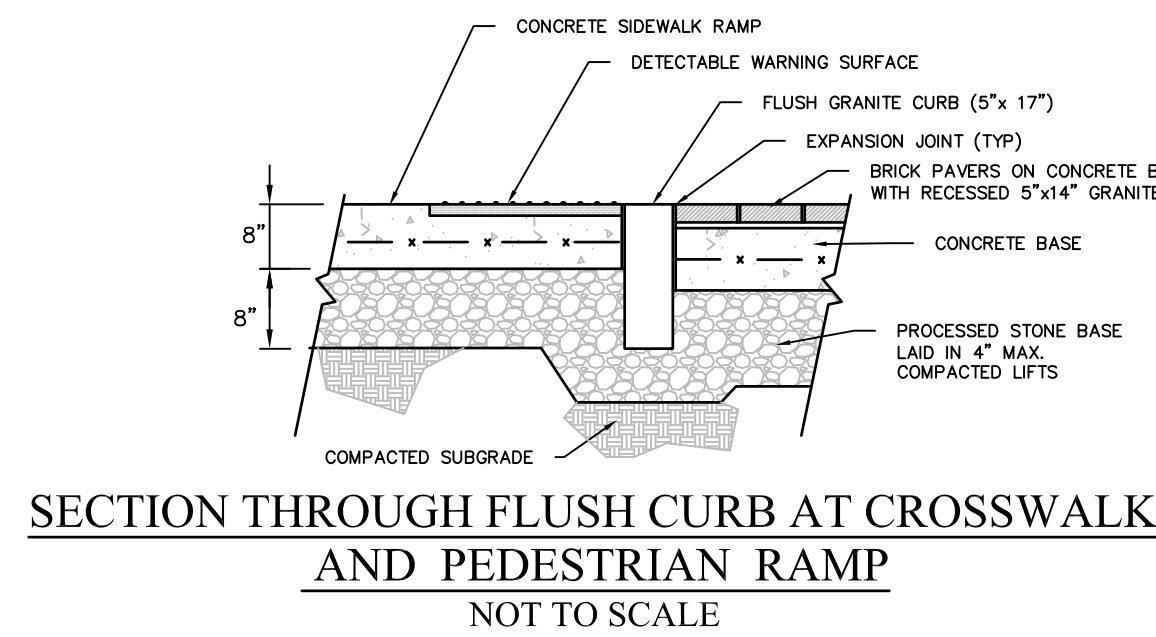 CONCRETE SIDEWALK RAMP
DETECTABLE WARNING SURFACE
FLUSH GRANITE CURB (5"x 17")
EXPANSION JOINT (TYP)
BRICK PAVERS ON CONCRETE
WITH RECESSED 5"x14" GRANITE
8"
CONCRETE BASE
8"
PROCESSED STONE BASE
LAID IN 4" MAX.
COMPACTED LIFTS
COMPACTED SUBGRADE
SECTION THROUGH FLUSH CURB AT CROSSWALK
AND PEDESTRIAN RAMP
NOT TO SCALE